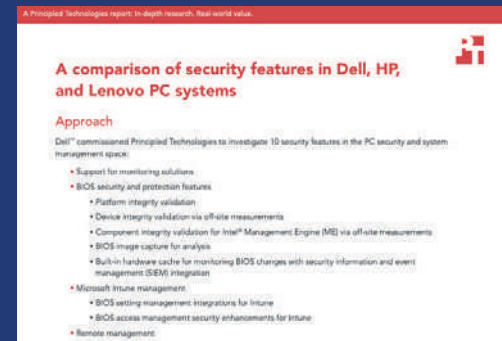 A Principled Technologies report: In-depth research. Real-world value.
A comparison of security features in Dell, HP,
and Lenovo PC systems
Approach
Dell™ commissioned Principled Technologies to investigate 10 security features in the PC security and system
management space:
• Support for monitoring solutions
• BIOS security and protection features
• Platform integrity validation
• Device integrity validation via off-site measurements
• Component integrity validation for Intel® Management Engine (ME) via off-site measurements
• BIOS image capture for analysis
• Built-in hardware cache for monitoring BIOS changes with security information and event
management (SIEM) integration
• Microsoft Intune management
• BIOS setting management integrations for Intune
• BIOS access management security enhancements for Intune
• Remote management